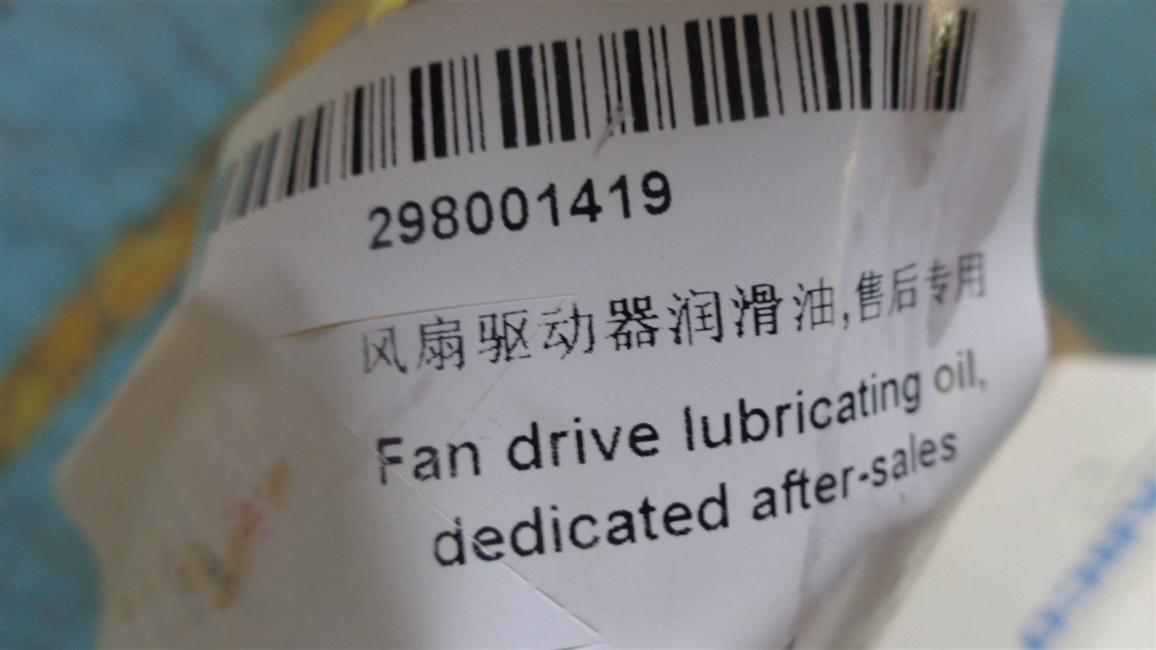 298001419
风扇驱动器润滑油,售后专用
Fan drive lubricating oil,
dedicated after-sales